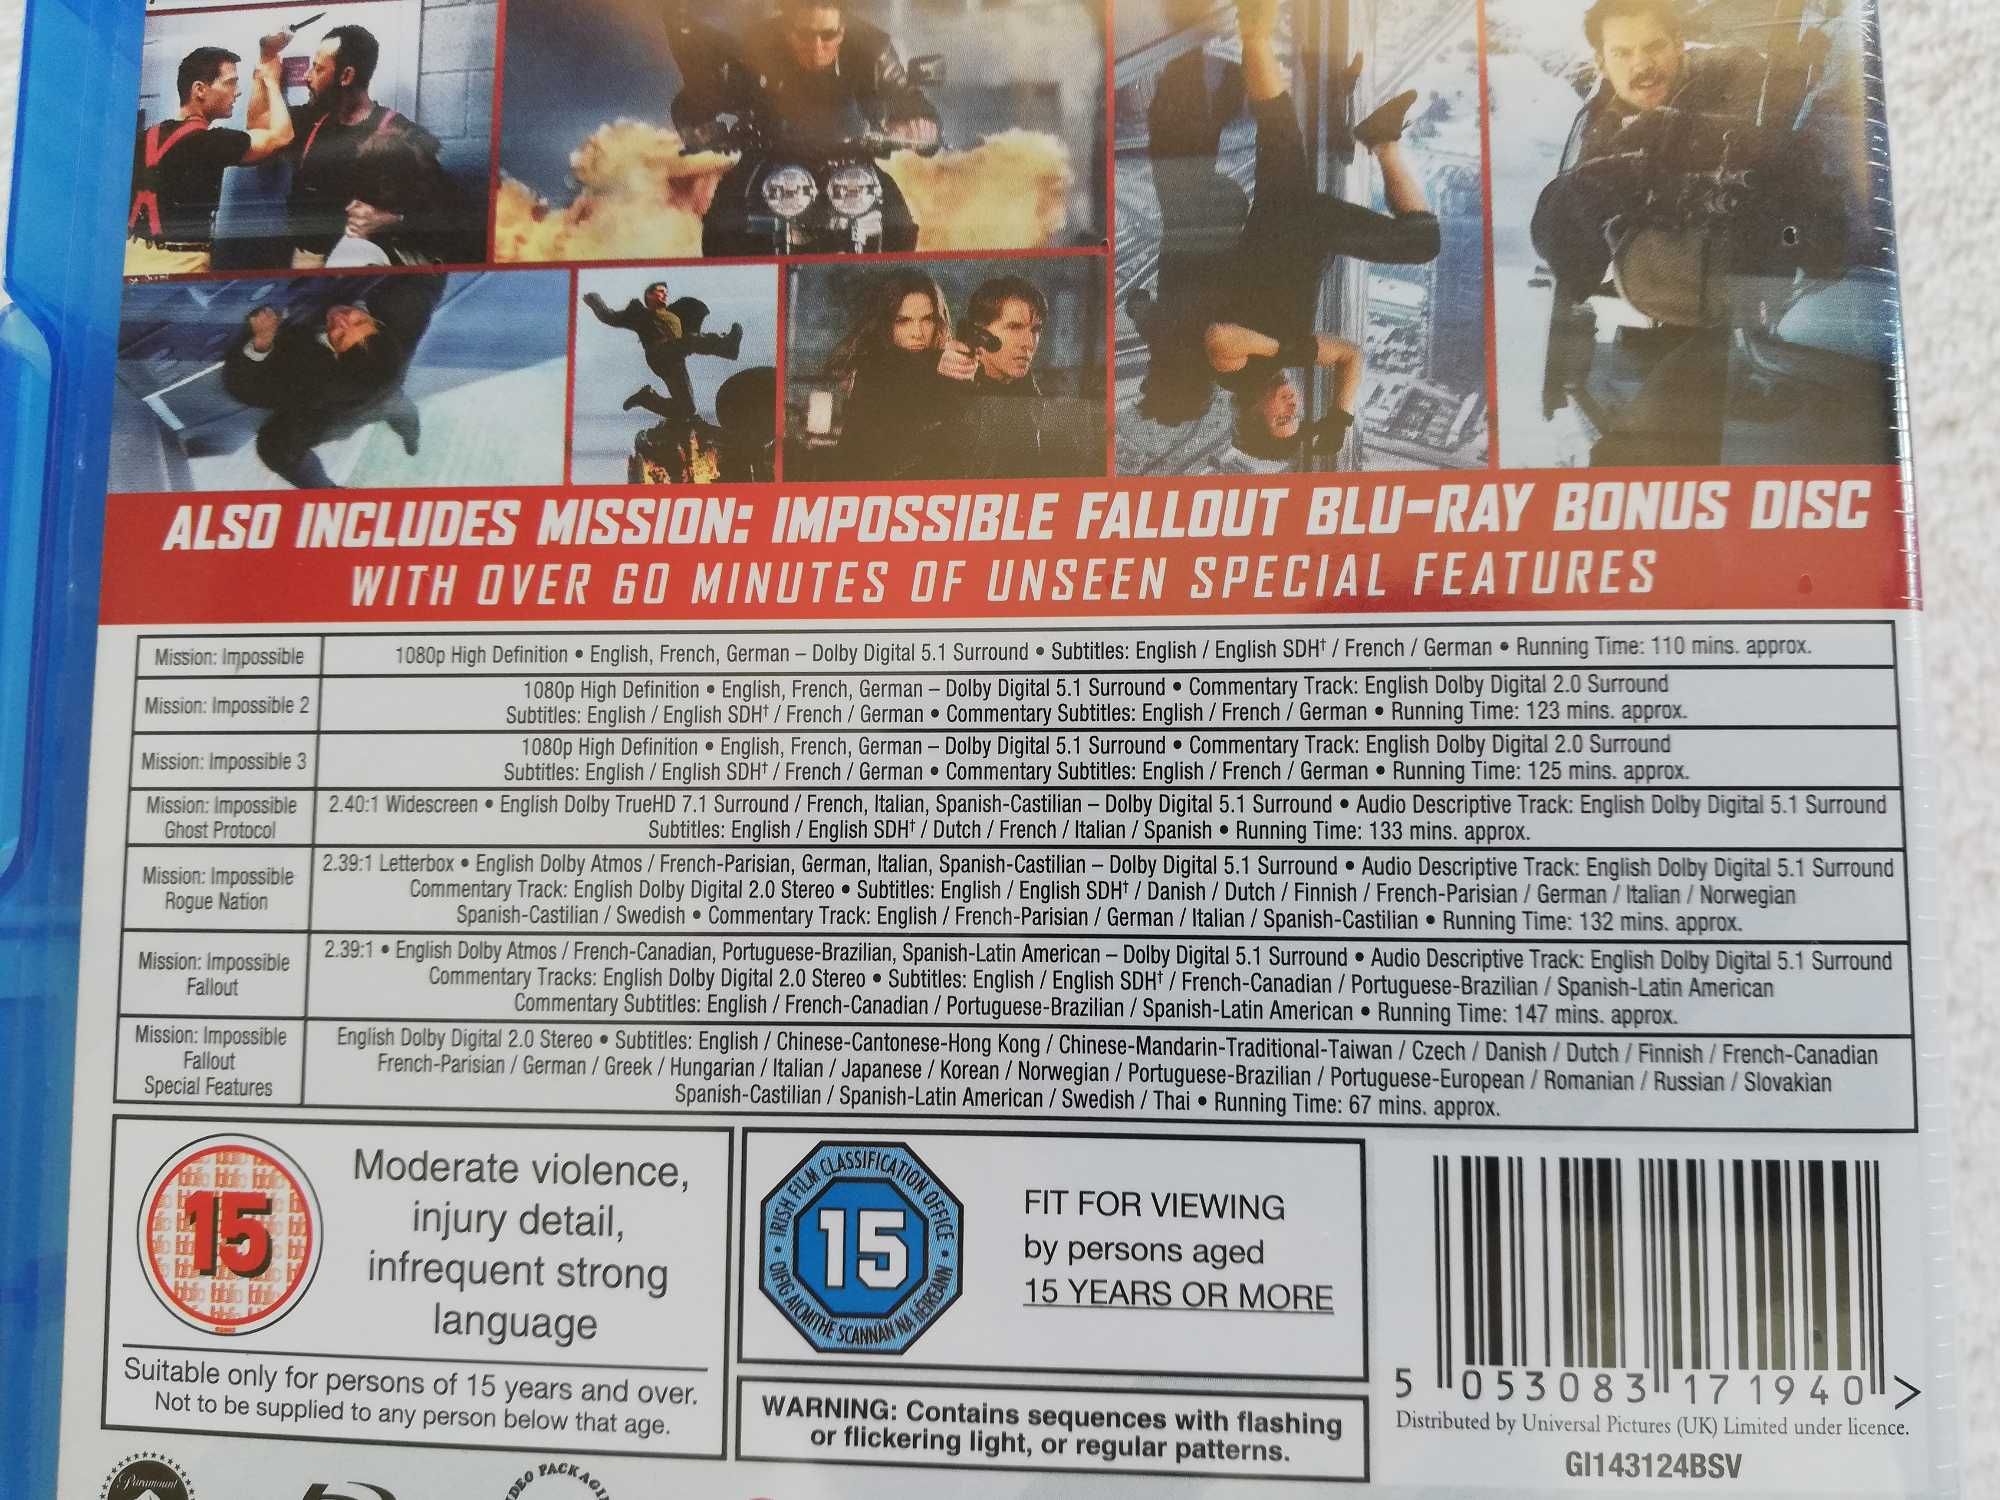 ALSO INCLUDES MISSION: IMPOSSIBLE FALLOUT BLU-RAY BONUS DISC
WITH OVER 60 MINUTES OF UNSEEN SPECIAL FEATURES
Mission: Impossible
1080p High Definition • English, French, German – Dolby Digital 5.1 Surround • Subtitles: English / English SDH† / French / German • Running Time: 110 mins. approx.
Mission: Impossible 2
1080p High Definition • English, French, German – Dolby Digital 5.1 Surround • Commentary Track: English Dolby Digital 2.0 Surround
Subtitles: English / English SDH† / French / German • Commentary Subtitles: English / French / German • Running Time: 123 mins. approx.
Mission: Impossible 3
1080p High Definition • English, French, German – Dolby Digital 5.1 Surround • Commentary Track: English Dolby Digital 2.0 Surround
Subtitles: English / English SDH† / French / German • Commentary Subtitles: English / French / German • Running Time: 125 mins. approx.
Mission: Impossible
Ghost Protocol
2.40:1 Widescreen • English Dolby TrueHD 7.1 Surround / French, Italian, Spanish-Castilian – Dolby Digital 5.1 Surround • Audio Descriptive Track: English Dolby Digital 5.1 Surround
Subtitles: English / English SDH† / Dutch / French / Italian / Spanish • Running Time: 133 mins. approx.
Mission: Impossible
Rogue Nation
2.39:1 Letterbox • English Dolby Atmos / French-Parisian, German, Italian, Spanish-Castilian – Dolby Digital 5.1 Surround • Audio Descriptive Track: English Dolby Digital 5.1 Surround
Commentary Track: English Dolby Digital 2.0 Stereo • Subtitles: English / English SDH† / Danish / Dutch / Finnish / French-Parisian / German / Italian / Norwegian
Spanish-Castilian / Swedish • Commentary Track: English / French-Parisian / German / Italian / Spanish-Castilian • Running Time: 132 mins. approx.
Mission: Impossible
Fallout
2.39:1 • English Dolby Atmos / French-Canadian, Portuguese-Brazilian, Spanish-Latin American – Dolby Digital 5.1 Surround • Audio Descriptive Track: English Dolby Digital 5.1 Surround
Commentary Tracks: English Dolby Digital 2.0 Stereo • Subtitles: English / English SDH† / French-Canadian / Portuguese-Brazilian / Spanish-Latin American
Commentary Subtitles: English / French-Canadian / Portuguese-Brazilian / Spanish-Latin American • Running Time: 147 mins. approx.
Mission: Impossible
Fallout
Special Features
English Dolby Digital 2.0 Stereo • Subtitles: English / Chinese-Cantonese-Hong Kong / Chinese-Mandarin-Traditional-Taiwan / Czech / Danish / Dutch / Finnish / French-Canadian
French-Parisian / German / Greek / Hungarian / Italian / Japanese / Korean / Norwegian / Portuguese-Brazilian / Portuguese-European / Romanian / Russian / Slovakian
Spanish-Castilian / Spanish-Latin American / Swedish / Thai • Running Time: 67 mins. approx.
15
Moderate violence,
injury detail,
infrequent strong
language
Suitable only for persons of 15 years and over.
Not to be supplied to any person below that age.
IRISH FILM CLASSIFICATION OFFICE
15
OIFIG AICMITHE SCANNÁN NA HÉIREANN
FIT FOR VIEWING
by persons aged
15 YEARS OR MORE
WARNING: Contains sequences with flashing
or flickering light, or regular patterns.
5 053083 171940 >
Distributed by Universal Pictures (UK) Limited under licence.
GI143124BSV
Paramount